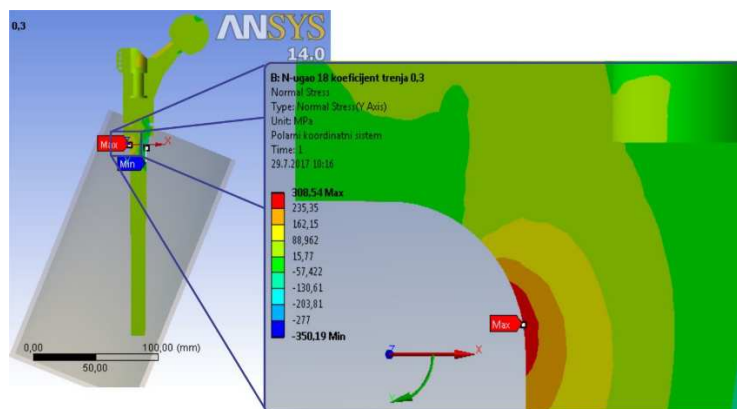 0,3
ANSYS
14.0
B: N-ugao 18 koeficijent trenja 0,3
Normal Stress
Type: Normal Stress(Y Axis)
Unit: MPa
Polarni koordinatni sistem
Time: 1
29.7.2017 10:16
308,54 Max
235,35
162,15
88,962
15,77
-57,422
-130,61
-203,81
-277
-350,19 Min
Max
X
Min
Max
Z
X
0,00
100,00 (mm)
50,00